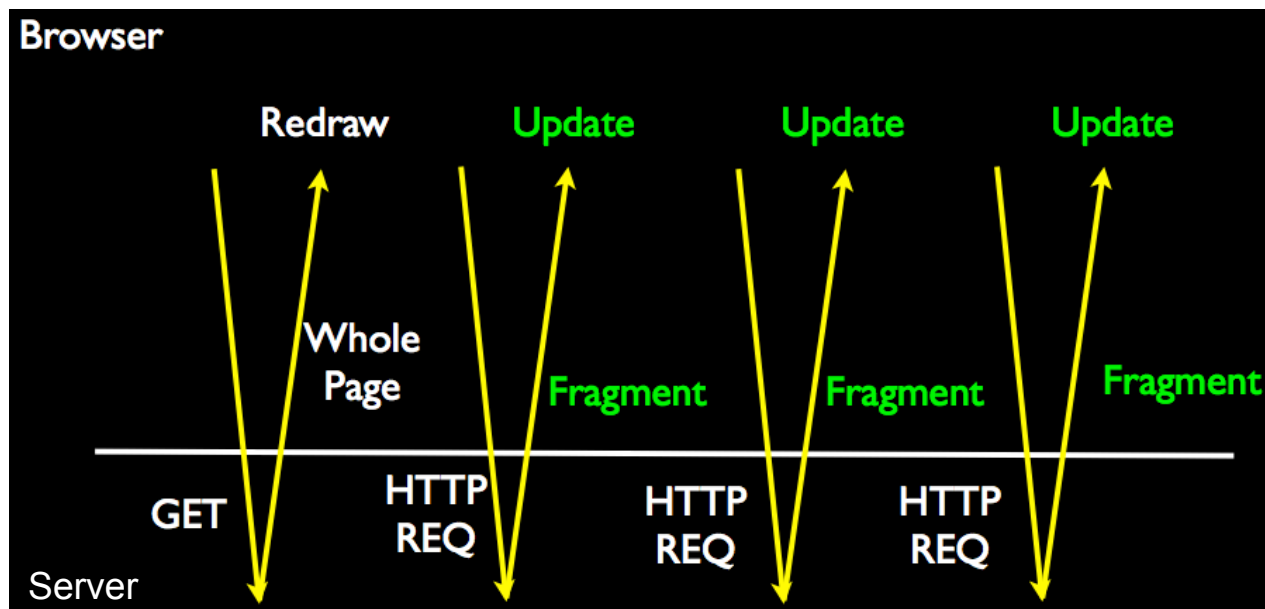 Browser
Redraw
Update
Update
Update
Whole
Page
Fragment
Fragment
Fragment
GET
HTTP
REQ
HTTP
REQ
HTTP
REQ
Server